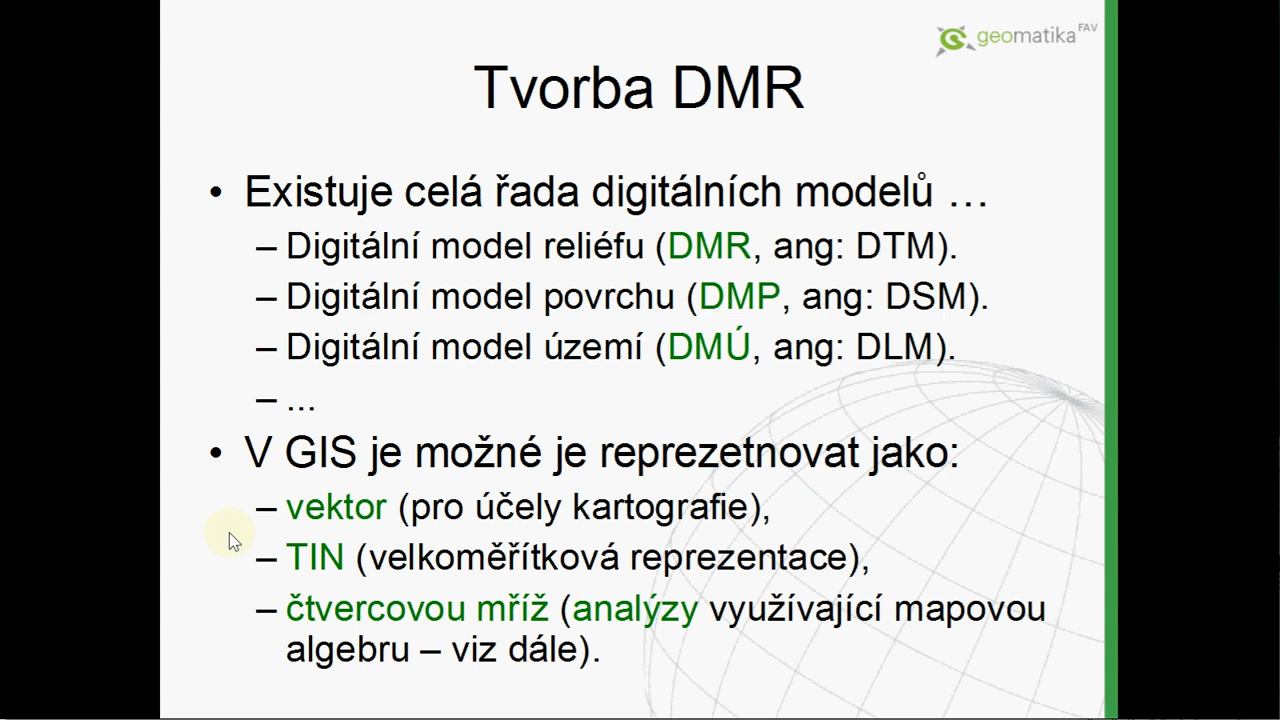 geomatika FAV
Tvorba DMR
• Existuje celá řada digitálních modelů …
– Digitální model reliéfu (DMR, ang: DTM).
– Digitální model povrchu (DMP, ang: DSM).
– Digitální model území (DMÚ, ang: DLM).
– ...
• V GIS je možné je reprezetnovat jako:
– vektor (pro účely kartografie),
– TIN (velkoměřítková reprezentace),
– čtvercovou mříž (analýzy využívající mapovou
algebru – viz dále).